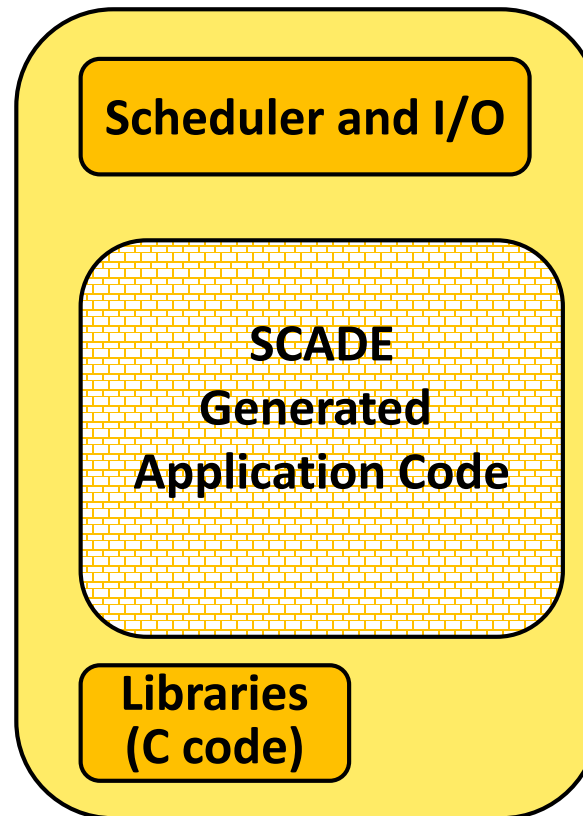 Scheduler and I/O
SCADE
Generated
Application Code
Libraries
(C code)